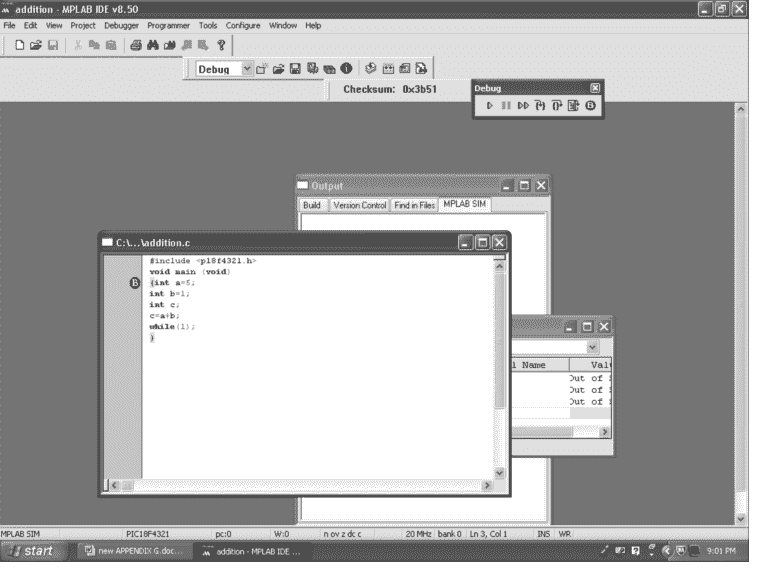 addition - MPLAB IDE v8.50
File Edit View Project Debugger Programmer Tools Configure Window Help
Debug
Checksum: 0x3b51
Debug
Output
Build Version Control Find in Files MPLAB SIM
C:\...\addition.c
#include <p18f4321.h>
void main (void)
B
{int a=5;
int b=1;
int c;
c=a+b;
while(1);
}
l Name Valu
Out of
Out of
Out of
MPLAB SIM PIC18F4321 pc:0 W:0 n ov z dc c 20 MHz bank 0 Ln 3, Col 1 INS WR
start new APPENDIX G.doc... addition - MPLAB IDE ... 9:01 PM